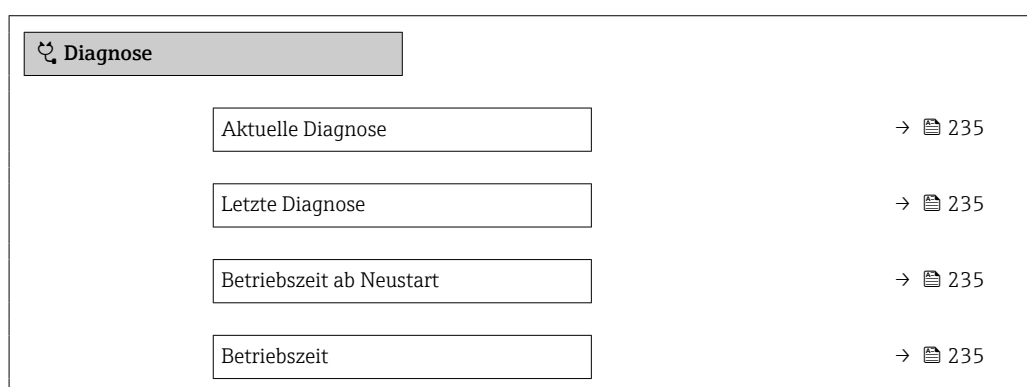 Diagnose
Aktuelle Diagnose → 235
Letzte Diagnose → 235
Betriebszeit ab Neustart → 235
Betriebszeit → 235